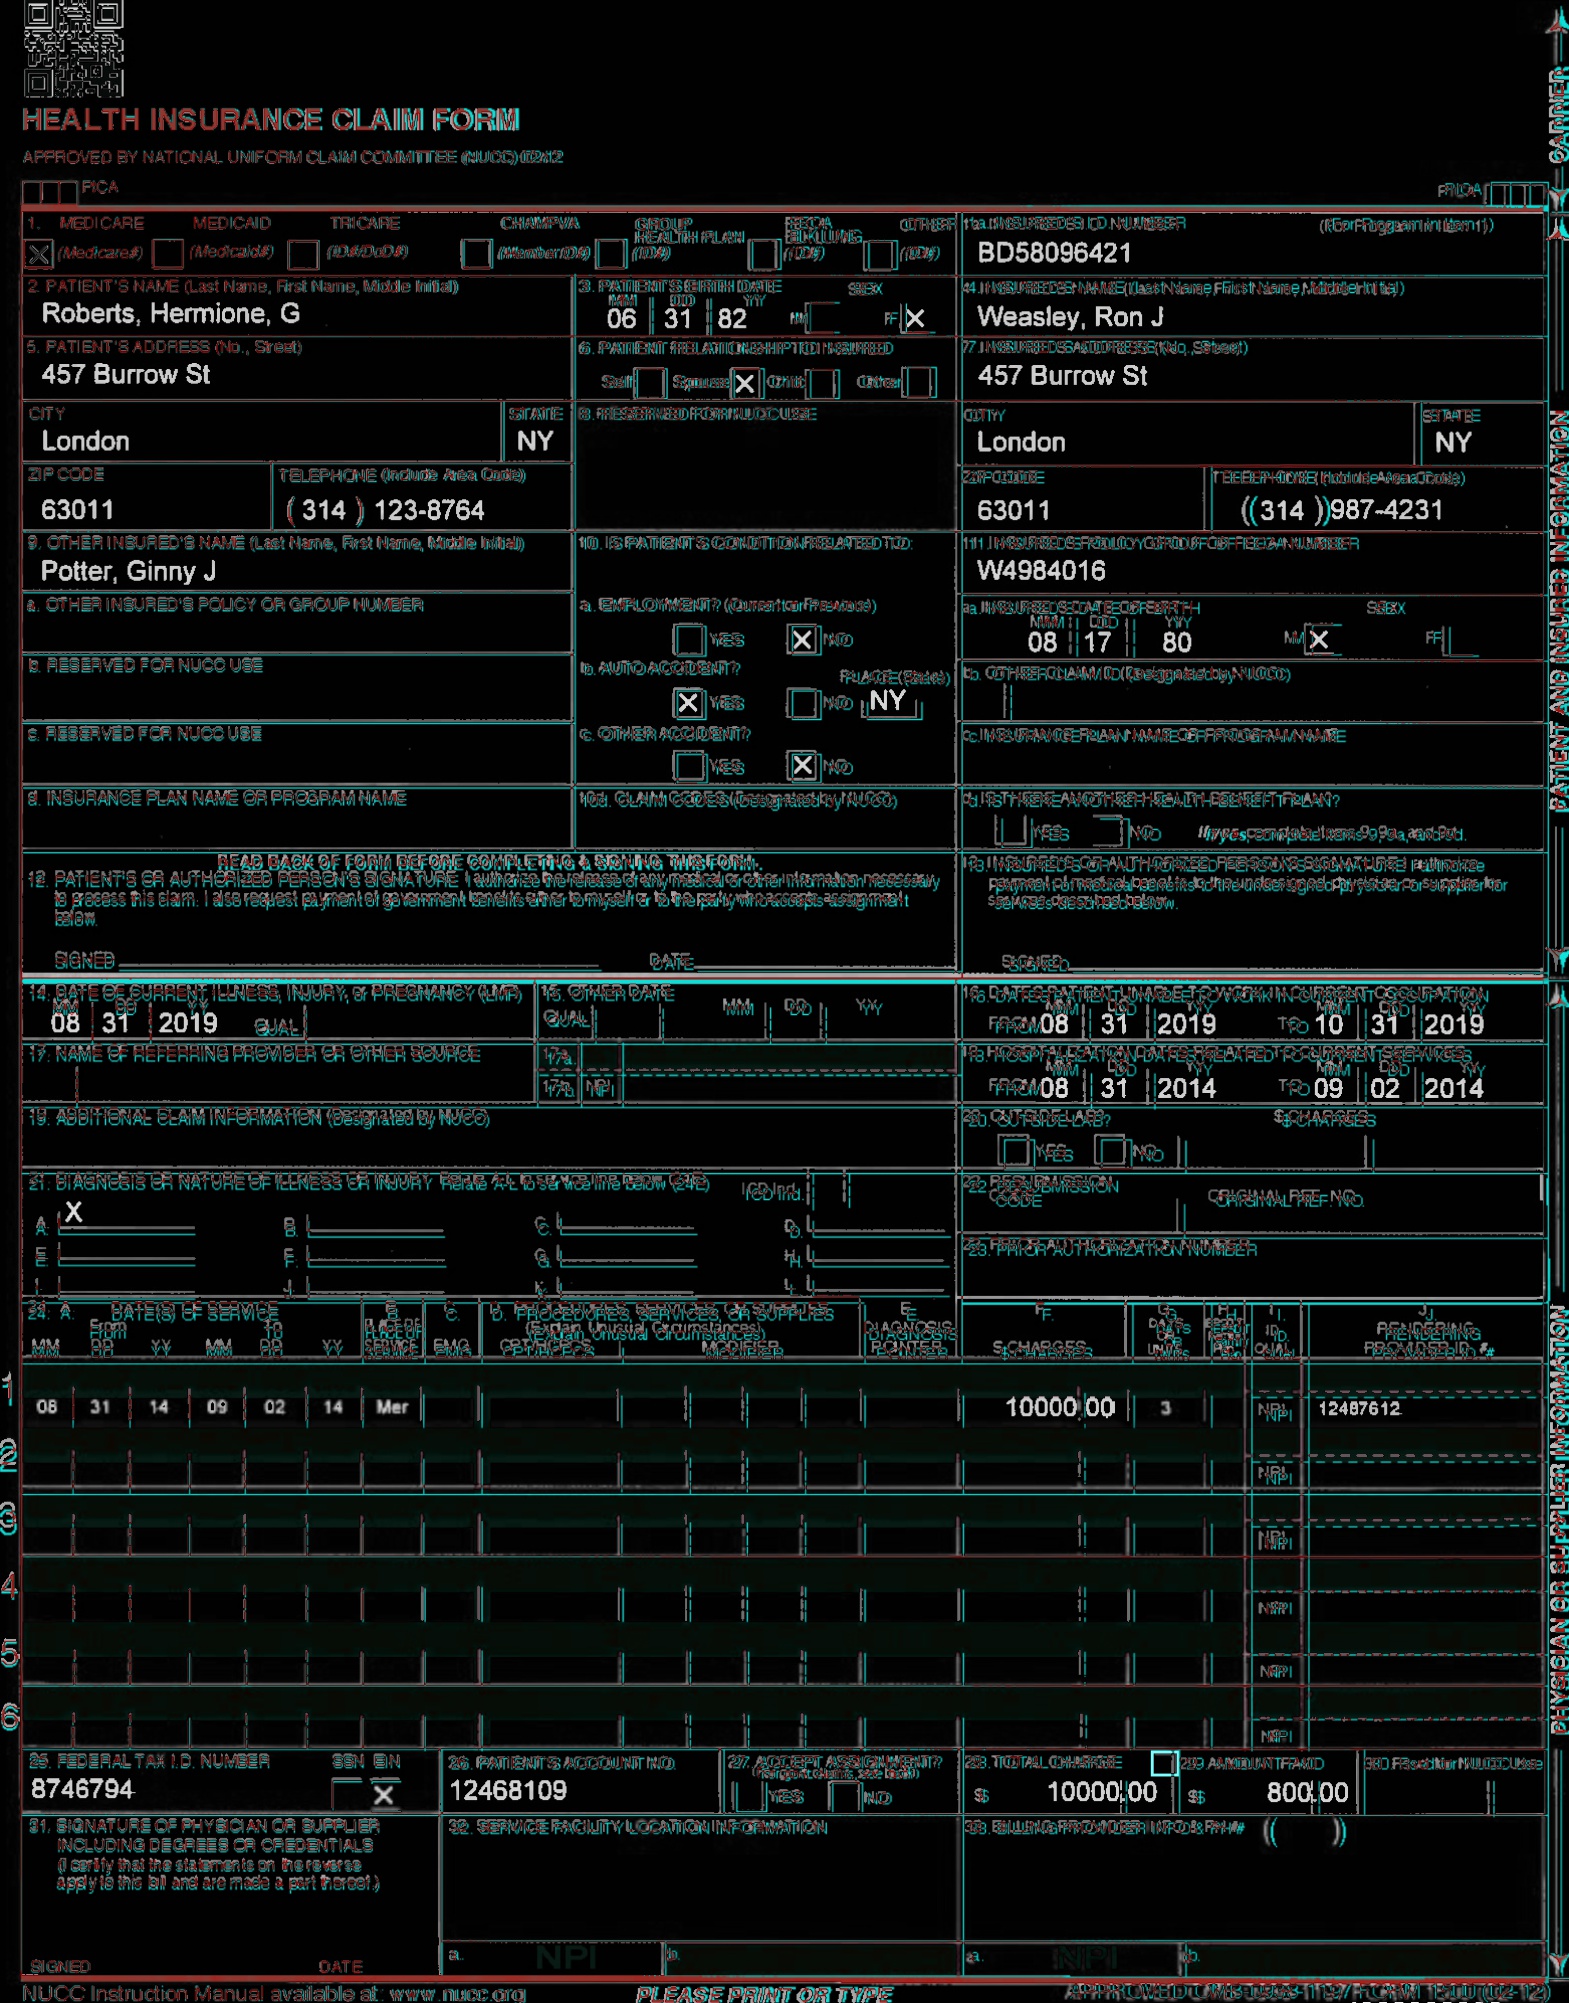 HEALTH INSURANCE CLAIM FORM
APPROVED BY NATIONAL UNIFORM CLAIM COMMITTEE (NUCC) 02/12
PICA
PICA
CARRIER
1. MEDICARE MEDICAID TRICARE CHAMPVA GROUP HEALTH PLAN FECA BLK LUNG OTHER
X (Medicare#) (Medicaid#) (ID#/DoD#) (Member ID#) (ID#) (ID#) (ID#)
1a. INSURED'S I.D. NUMBER (For Program in Item 1)
BD58096421
2. PATIENT'S NAME (Last Name, First Name, Middle Initial)
Roberts, Hermione, G
3. PATIENT'S BIRTH DATE SEX
MM DD YY
06 31 82 M F X
4. INSURED'S NAME (Last Name, First Name, Middle Initial)
Weasley, Ron J
5. PATIENT'S ADDRESS (No., Street)
457 Burrow St
6. PATIENT RELATIONSHIP TO INSURED
Self Spouse X Child Other
7. INSURED'S ADDRESS (No., Street)
457 Burrow St
CITY STATE
London NY
8. RESERVED FOR NUCC USE
CITY STATE
London NY
ZIP CODE TELEPHONE (Include Area Code)
63011 ( 314 ) 123-8764
ZIP CODE TELEPHONE (Include Area Code)
63011 ( 314 ) 987-4231
9. OTHER INSURED'S NAME (Last Name, First Name, Middle Initial)
Potter, Ginny J
10. IS PATIENT'S CONDITION RELATED TO:
11. INSURED'S POLICY GROUP OR FECA NUMBER
W4984016
a. OTHER INSURED'S POLICY OR GROUP NUMBER
a. EMPLOYMENT? (Current or Previous)
YES X NO
a. INSURED'S DATE OF BIRTH SEX
MM DD YY
08 17 80 M X F
b. RESERVED FOR NUCC USE
b. AUTO ACCIDENT? PLACE (State)
X YES NO NY
b. OTHER CLAIM ID (Designated by NUCC)
c. RESERVED FOR NUCC USE
c. OTHER ACCIDENT?
YES X NO
c. INSURANCE PLAN NAME OR PROGRAM NAME
d. INSURANCE PLAN NAME OR PROGRAM NAME
10d. CLAIM CODES (Designated by NUCC)
d. IS THERE ANOTHER HEALTH BENEFIT PLAN?
YES NO If yes, complete items 9, 9a, and 9d.
PATIENT AND INSURED INFORMATION
READ BACK OF FORM BEFORE COMPLETING & SIGNING THIS FORM.
12. PATIENT'S OR AUTHORIZED PERSON'S SIGNATURE I authorize the release of any medical or other information necessary
to process this claim. I also request payment of government benefits either to myself or to the party who accepts assignment
below.
SIGNED DATE
13. INSURED'S OR AUTHORIZED PERSON'S SIGNATURE I authorize
payment of medical benefits to the undersigned physician or supplier for
services described below.
SIGNED
14. DATE OF CURRENT ILLNESS, INJURY, or PREGNANCY (LMP)
MM DD YY
08 31 2019 QUAL.
15. OTHER DATE
QUAL. MM DD YY
16. DATES PATIENT UNABLE TO WORK IN CURRENT OCCUPATION
MM DD YY MM DD YY
FROM 08 31 2019 TO 10 31 2019
17. NAME OF REFERRING PROVIDER OR OTHER SOURCE
17a.
17b. NPI
18. HOSPITALIZATION DATES RELATED TO CURRENT SERVICES
MM DD YY MM DD YY
FROM 08 31 2014 TO 09 02 2014
19. ADDITIONAL CLAIM INFORMATION (Designated by NUCC)
20. OUTSIDE LAB? $ CHARGES
YES NO
21. DIAGNOSIS OR NATURE OF ILLNESS OR INJURY Relate A-L to service line below (24E) ICD Ind.
A. X B. C. D.
E. F. G. H.
I. J. K. L.
22. RESUBMISSION CODE ORIGINAL REF. NO.
23. PRIOR AUTHORIZATION NUMBER
24. A. DATE(S) OF SERVICE B. C. D. PROCEDURES, SERVICES, OR SUPPLIES E. F. G. H. I. J.
From To PLACE OF (Explain Unusual Circumstances) DIAGNOSIS DAYS ID. RENDERING
MM DD YY MM DD YY SERVICE EMG CPT/HCPCS MODIFIER POINTER $ CHARGES UNITS QUAL. PROVIDER ID. #
1 08 31 14 09 02 14 Mer 10000 00 3 NPI 12487612
2 NPI
3 NPI
4 NPI
5 NPI
6 NPI
PHYSICIAN OR SUPPLIER INFORMATION
25. FEDERAL TAX I.D. NUMBER SSN EIN
8746794 X
26. PATIENT'S ACCOUNT NO.
12468109
27. ACCEPT ASSIGNMENT?
(For govt. claims, see back)
YES NO
28. TOTAL CHARGE
$ 10000 00
29. AMOUNT PAID
$ 800 00
30. Rsvd for NUCC Use
31. SIGNATURE OF PHYSICIAN OR SUPPLIER
INCLUDING DEGREES OR CREDENTIALS
(I certify that the statements on the reverse
apply to this bill and are made a part thereof.)
SIGNED DATE
32. SERVICE FACILITY LOCATION INFORMATION
a. NPI b.
33. BILLING PROVIDER INFO & PH # ( )
a. NPI b.
NUCC Instruction Manual available at: www.nucc.org
PLEASE PRINT OR TYPE
APPROVED OMB-0938-1197 FORM 1500 (02-12)